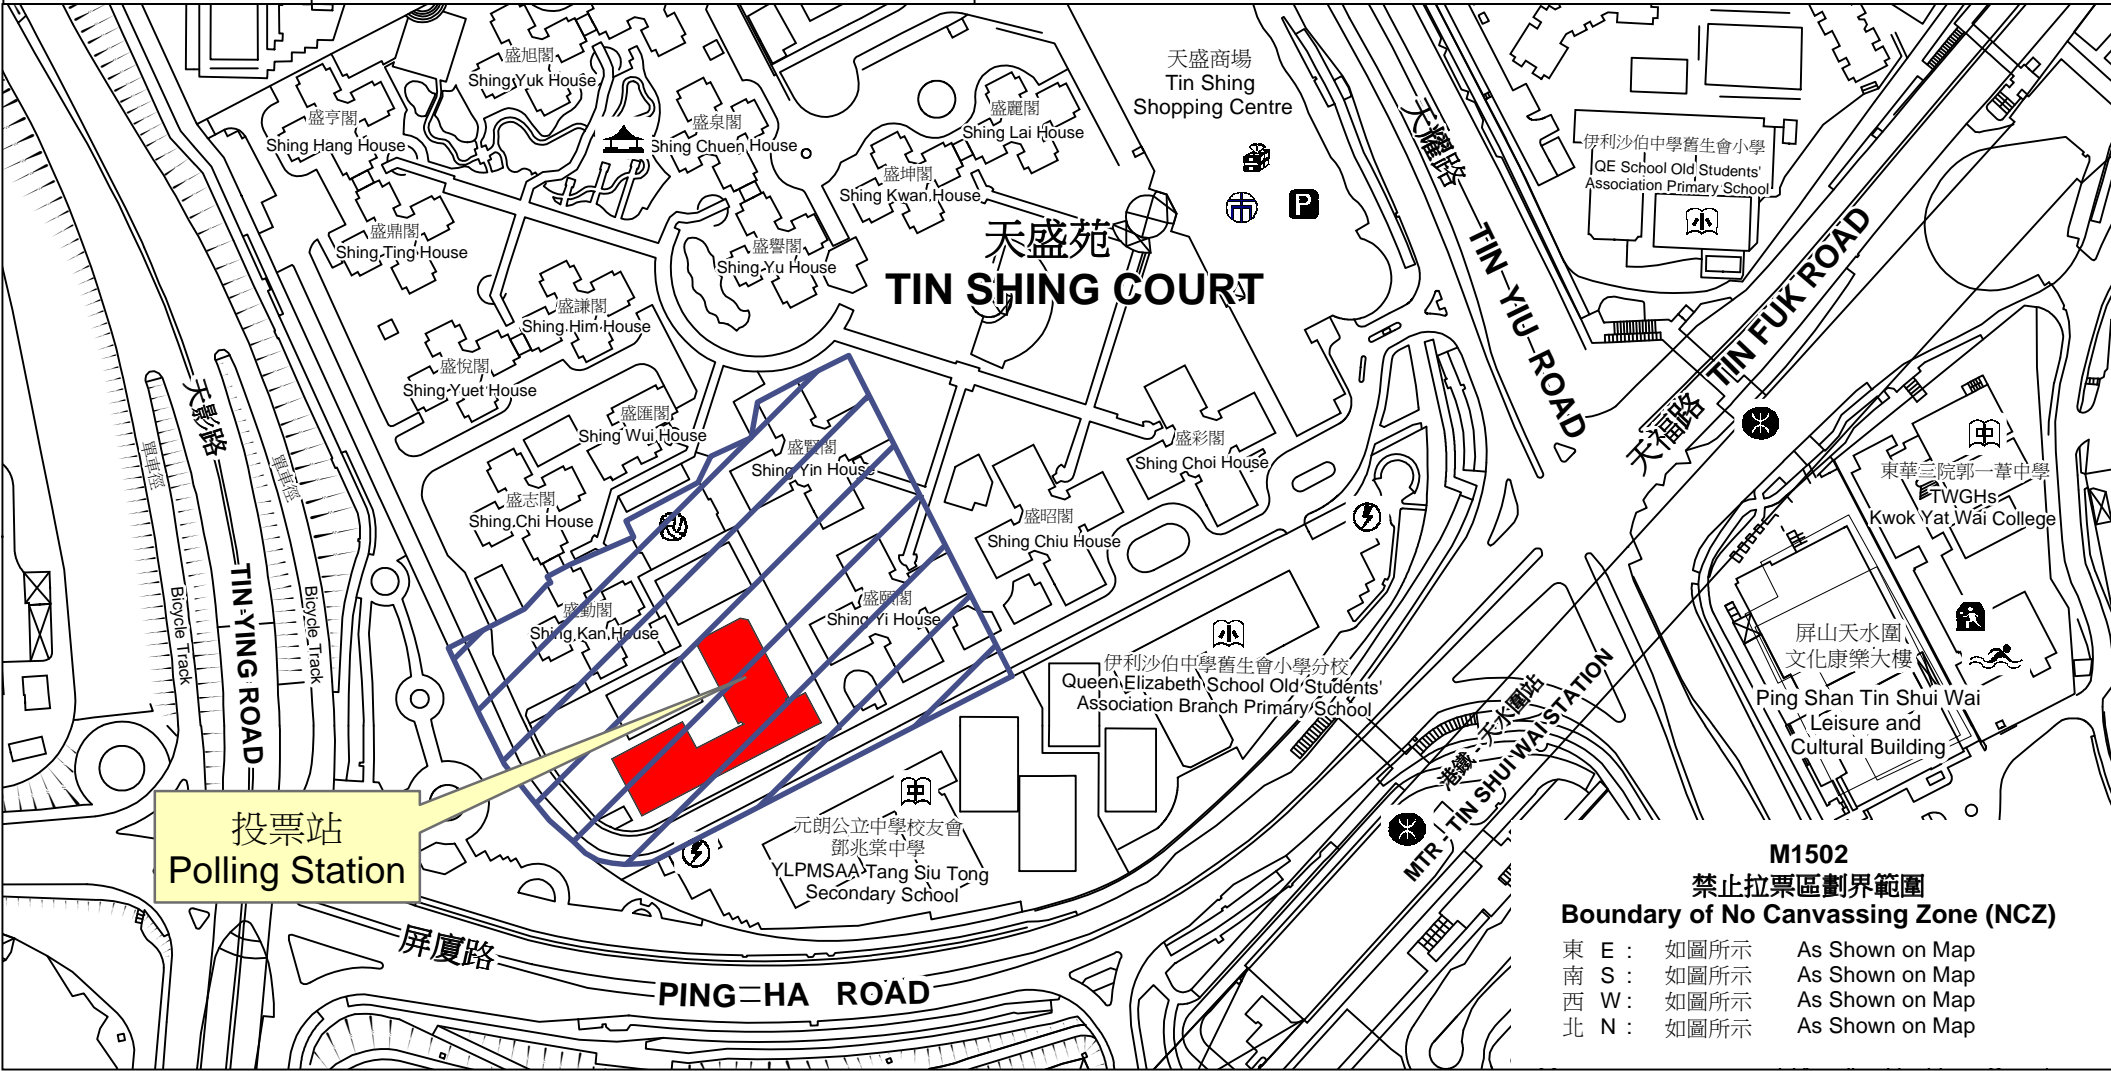 盛旭閣
Shing Yuk House
盛亨閣
Shing Hang House
盛泉閣
Shing Chuen House
盛麗閣
Shing Lai House
盛坤閣
Shing Kwan House
天盛商場
Tin Shing
Shopping Centre
P
天耀路
TIN YIU ROAD
伊利沙伯中學舊生會小學
QE School Old Students'
Association Primary School
小
盛鼎閣
Shing Ting House
盛譽閣
Shing Yu House
天盛苑
TIN SHING COURT
盛謙閣
Shing Him House
盛悅閣
Shing Yuet House
盛匯閣
Shing Wui House
盛賢閣
Shing Yin House
盛彩閣
Shing Choi House
盛志閣
Shing Chi House
盛昭閣
Shing Chiu House
盛勤閣
Shing Kan House
盛頤閣
Shing Yi House
天影路
TIN YING ROAD
單車徑
Bicycle Track
單車徑
Bicycle Track
天福路
TIN FUK ROAD
中
東華三院郭一葦中學
TWGHs
Kwok Yat Wai College
屏山天水圍
文化康樂大樓
Ping Shan Tin Shui Wai
Leisure and
Cultural Building
小
伊利沙伯中學舊生會小學分校
Queen Elizabeth School Old Students'
Association Branch Primary School
港鐵 - 天水圍站
MTR - TIN SHUI WAI STATION
中
元朗公立中學校友會
鄧兆棠中學
YLPMSAA Tang Siu Tong
Secondary School
投票站
Polling Station
屏廈路
PING HA ROAD
M1502
禁止拉票區劃界範圍
Boundary of No Canvassing Zone (NCZ)
東 E : 如圖所示 As Shown on Map
南 S : 如圖所示 As Shown on Map
西 W : 如圖所示 As Shown on Map
北 N : 如圖所示 As Shown on Map